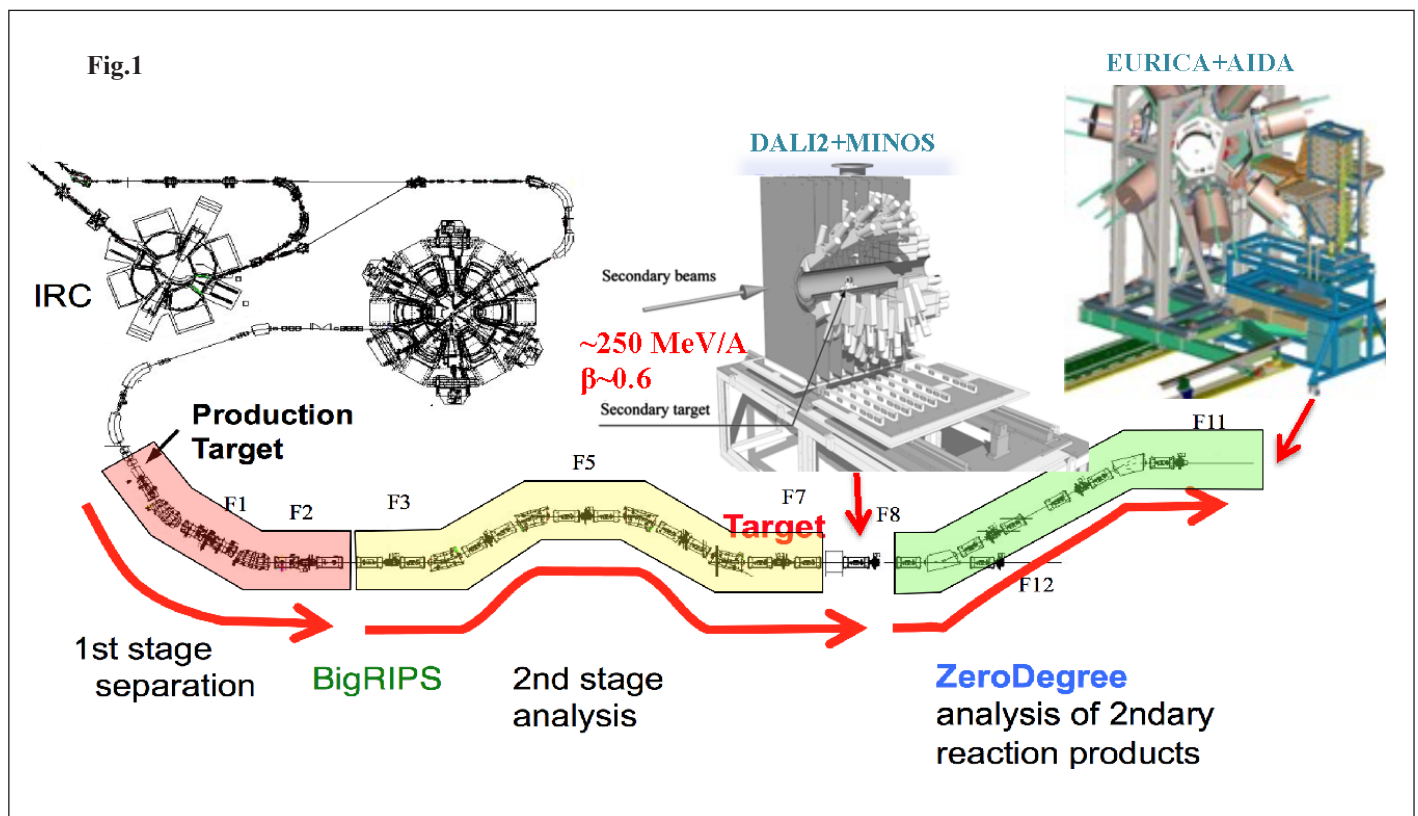 Fig.1
EURICA+AIDA
DALI2+MINOS
IRC
Secondary beams
~250 MeV/A
β~0.6
Secondary target
Production
Target
F1
F2
F3
F5
F7
Target
F8
F11
F12
1st stage
separation
BigRIPS
2nd stage
analysis
ZeroDegree
analysis of 2ndary
reaction products